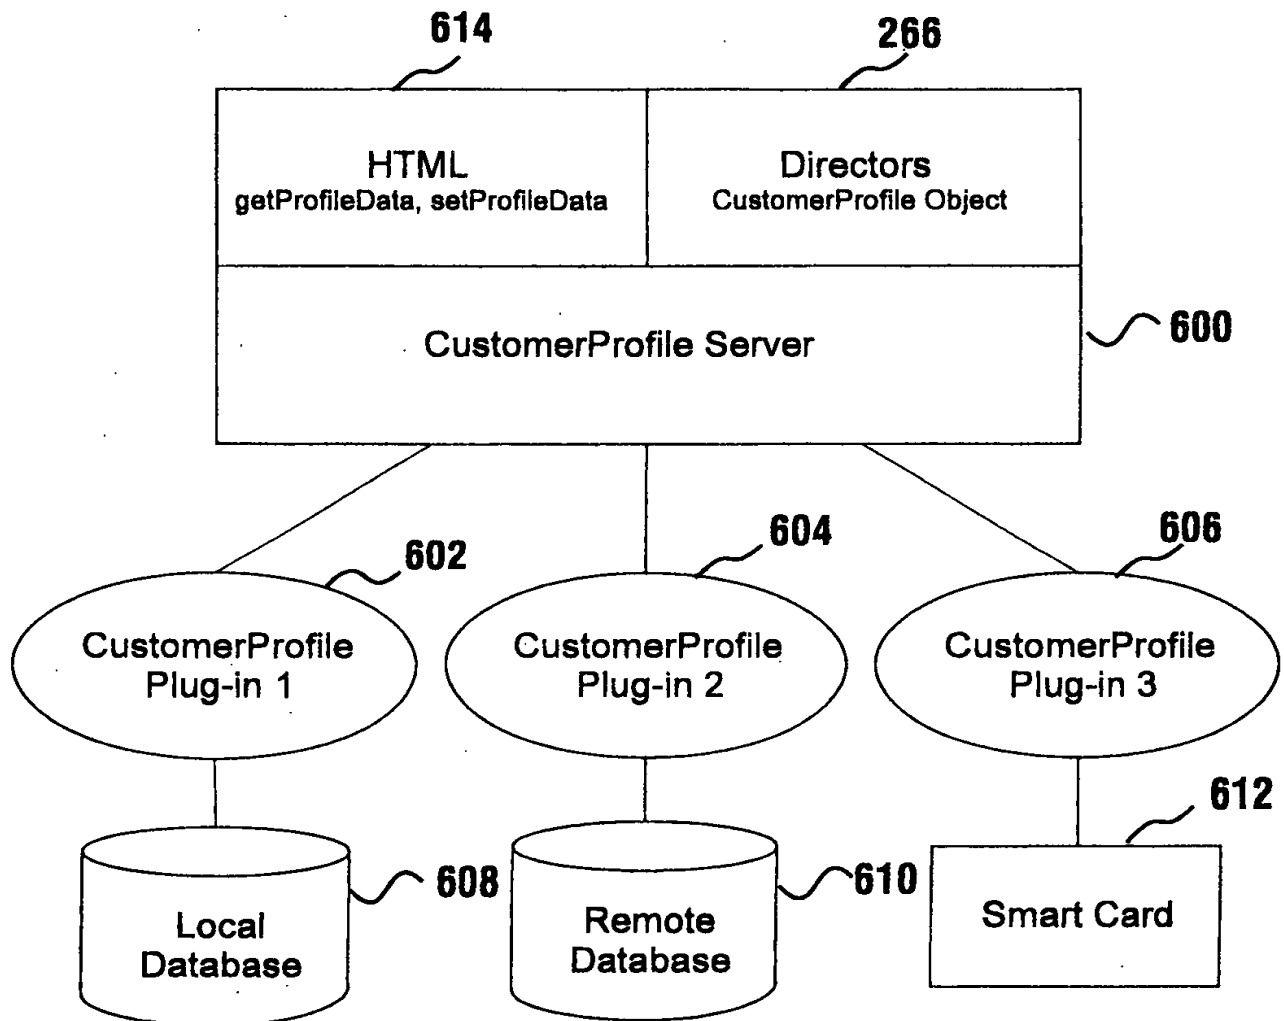 614
266
HTML
getProfileData, setProfileData
Directors
CustomerProfile Object
CustomerProfile Server
600
602
604
606
CustomerProfile
Plug-in 1
CustomerProfile
Plug-in 2
CustomerProfile
Plug-in 3
612
608
610
Local
Database
Remote
Database
Smart Card